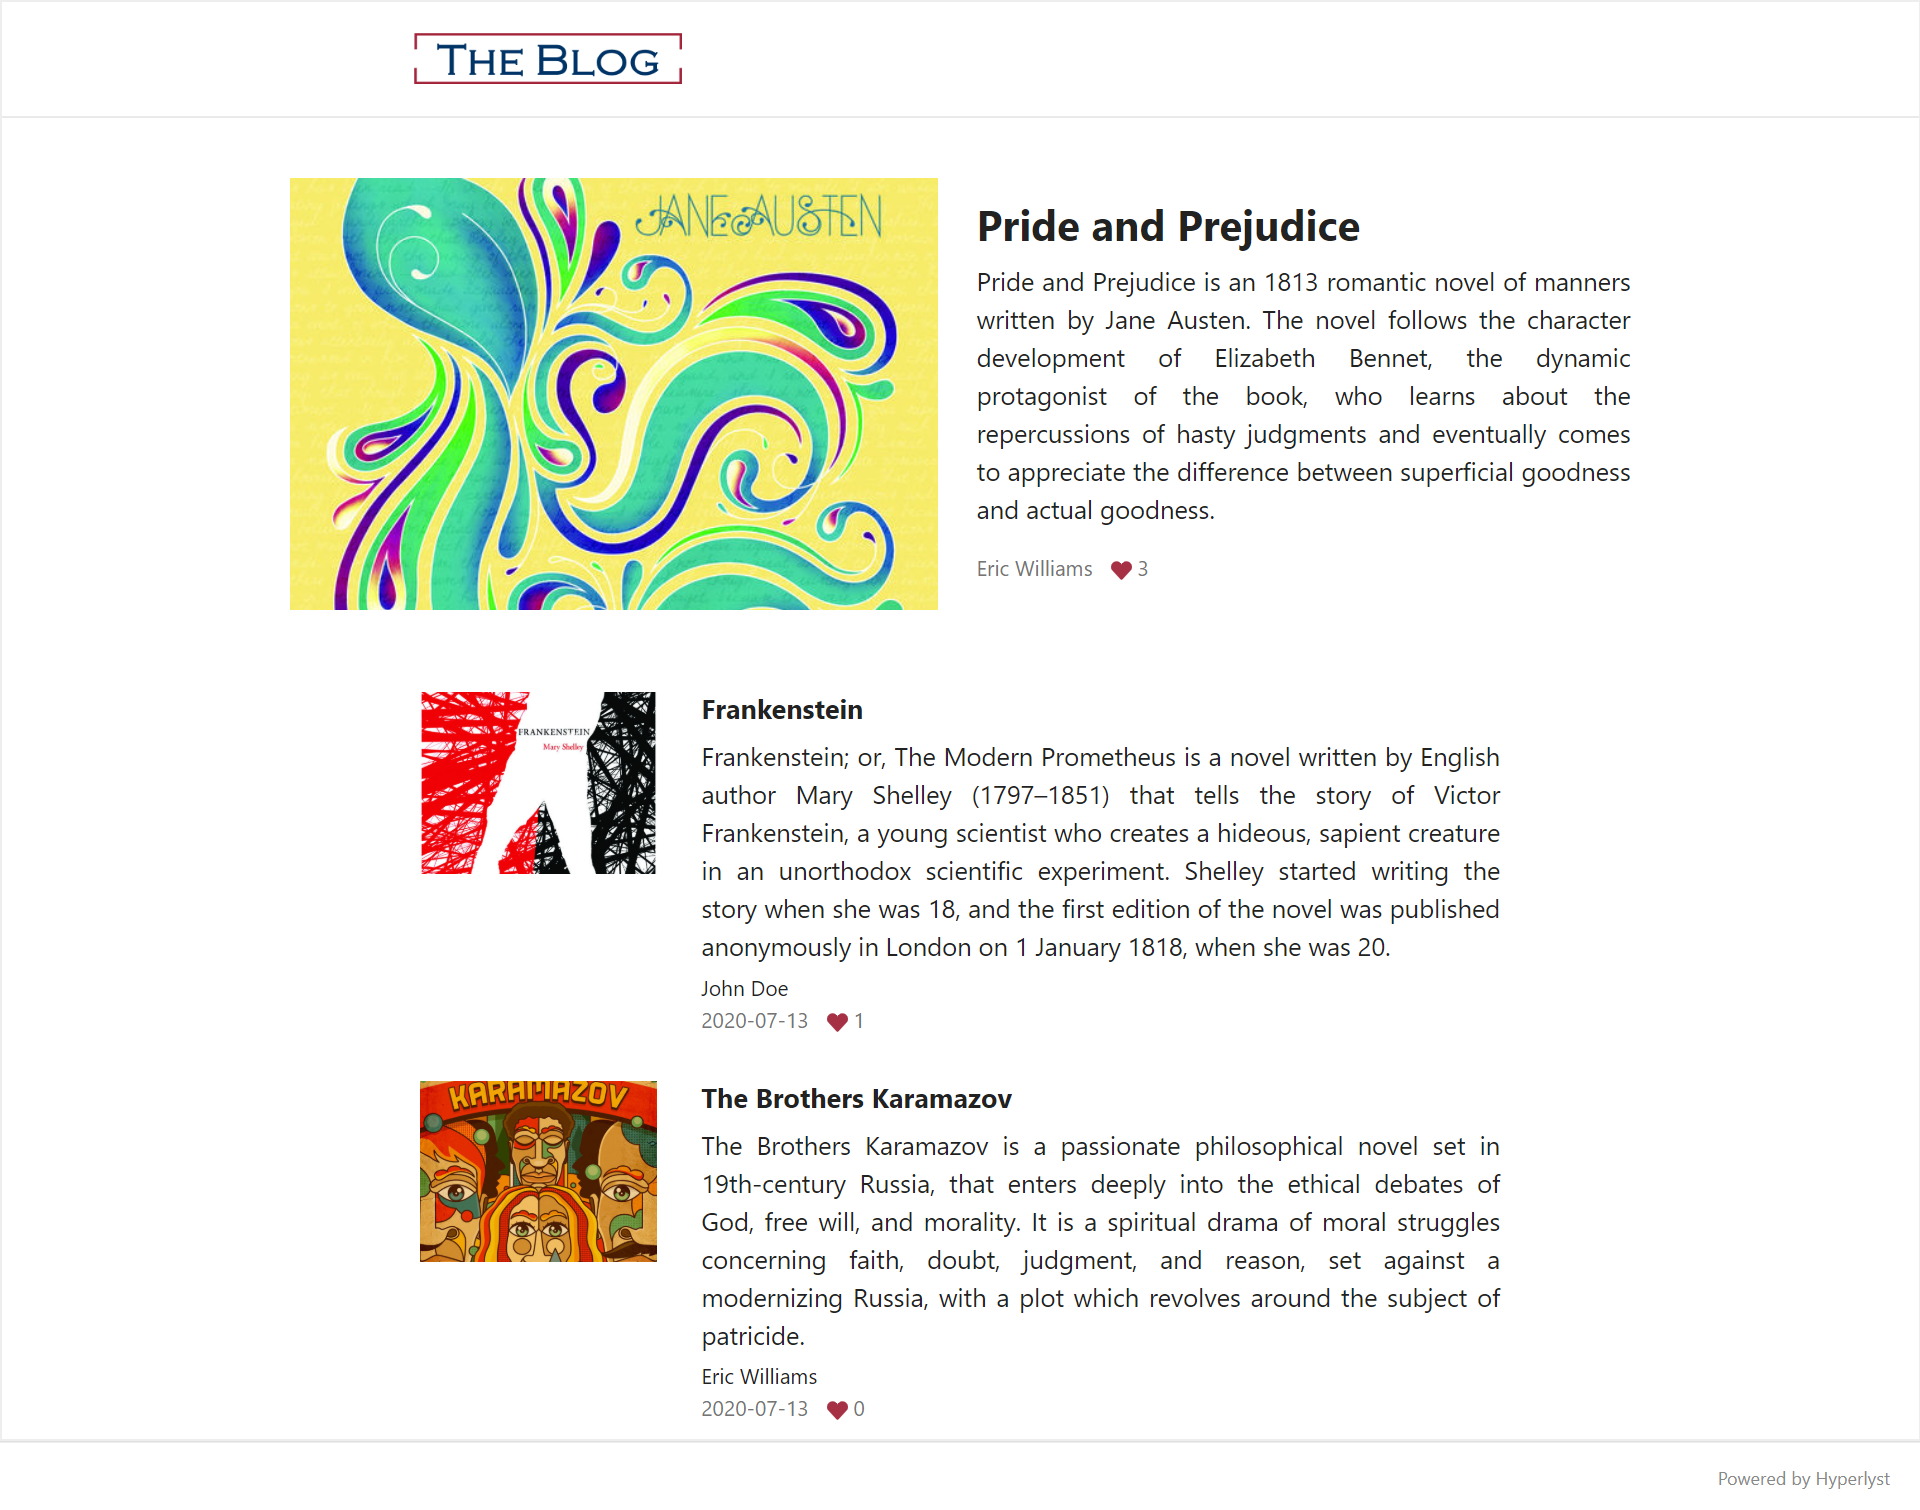 THE BLOG
JANE AUSTEN
Pride and Prejudice
Pride and Prejudice is an 1813 romantic novel of manners
written by Jane Austen. The novel follows the character
development of Elizabeth Bennet, the dynamic
protagonist of the book, who learns about the
repercussions of hasty judgments and eventually comes
to appreciate the difference between superficial goodness
and actual goodness.
Eric Williams 3
FRANKENSTEIN
Mary Shelley
Frankenstein
Frankenstein; or, The Modern Prometheus is a novel written by English
author Mary Shelley (1797–1851) that tells the story of Victor
Frankenstein, a young scientist who creates a hideous, sapient creature
in an unorthodox scientific experiment. Shelley started writing the
story when she was 18, and the first edition of the novel was published
anonymously in London on 1 January 1818, when she was 20.
John Doe
2020-07-13 1
KARAMAZOV
The Brothers Karamazov
The Brothers Karamazov is a passionate philosophical novel set in
19th-century Russia, that enters deeply into the ethical debates of
God, free will, and morality. It is a spiritual drama of moral struggles
concerning faith, doubt, judgment, and reason, set against a
modernizing Russia, with a plot which revolves around the subject of
patricide.
Eric Williams
2020-07-13 0
Powered by Hyperlyst